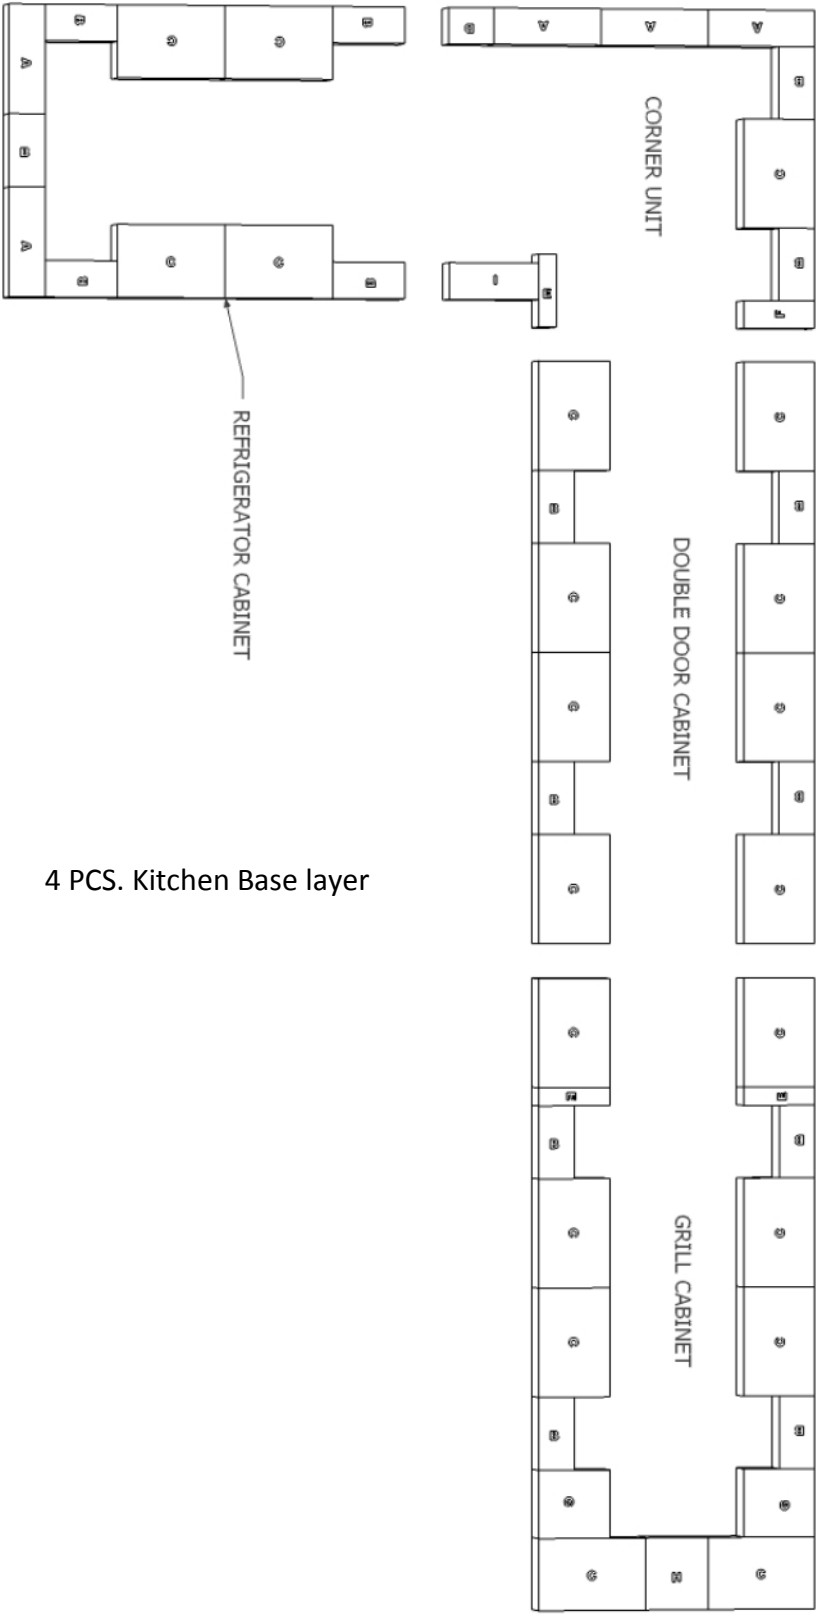 B C C B
D A A A
A
B
A
B
C
CORNER UNIT
B
F
B C C B
I E
REFRIGERATOR CABINET
C C
B B
C C
DOUBLE DOOR CABINET
C C
B B
C C
4 PCS. Kitchen Base layer
C C
E E
B B
C C
GRILL CABINET
C C
B B
G G
C H C